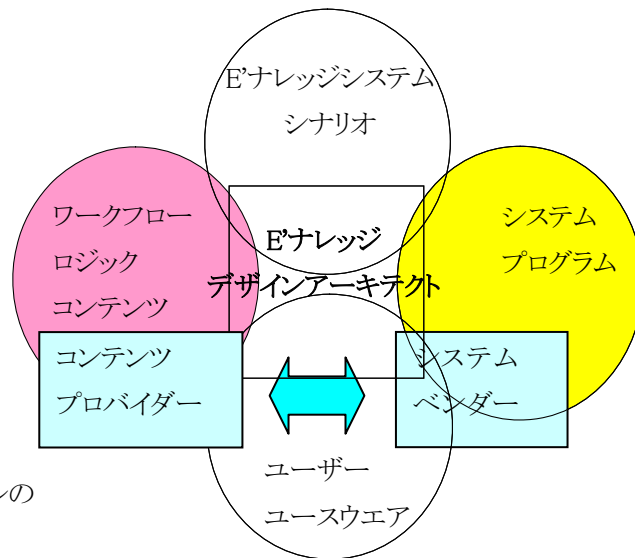 E’ナレッジシステム
シナリオ
ワークフロー
ロジック
コンテンツ
システム
プログラム
E’ナレッジ
デザインアーキテクト
コンテンツ
プロバイダー
システム
ベンダー
ユーザー
ユースウエア
の